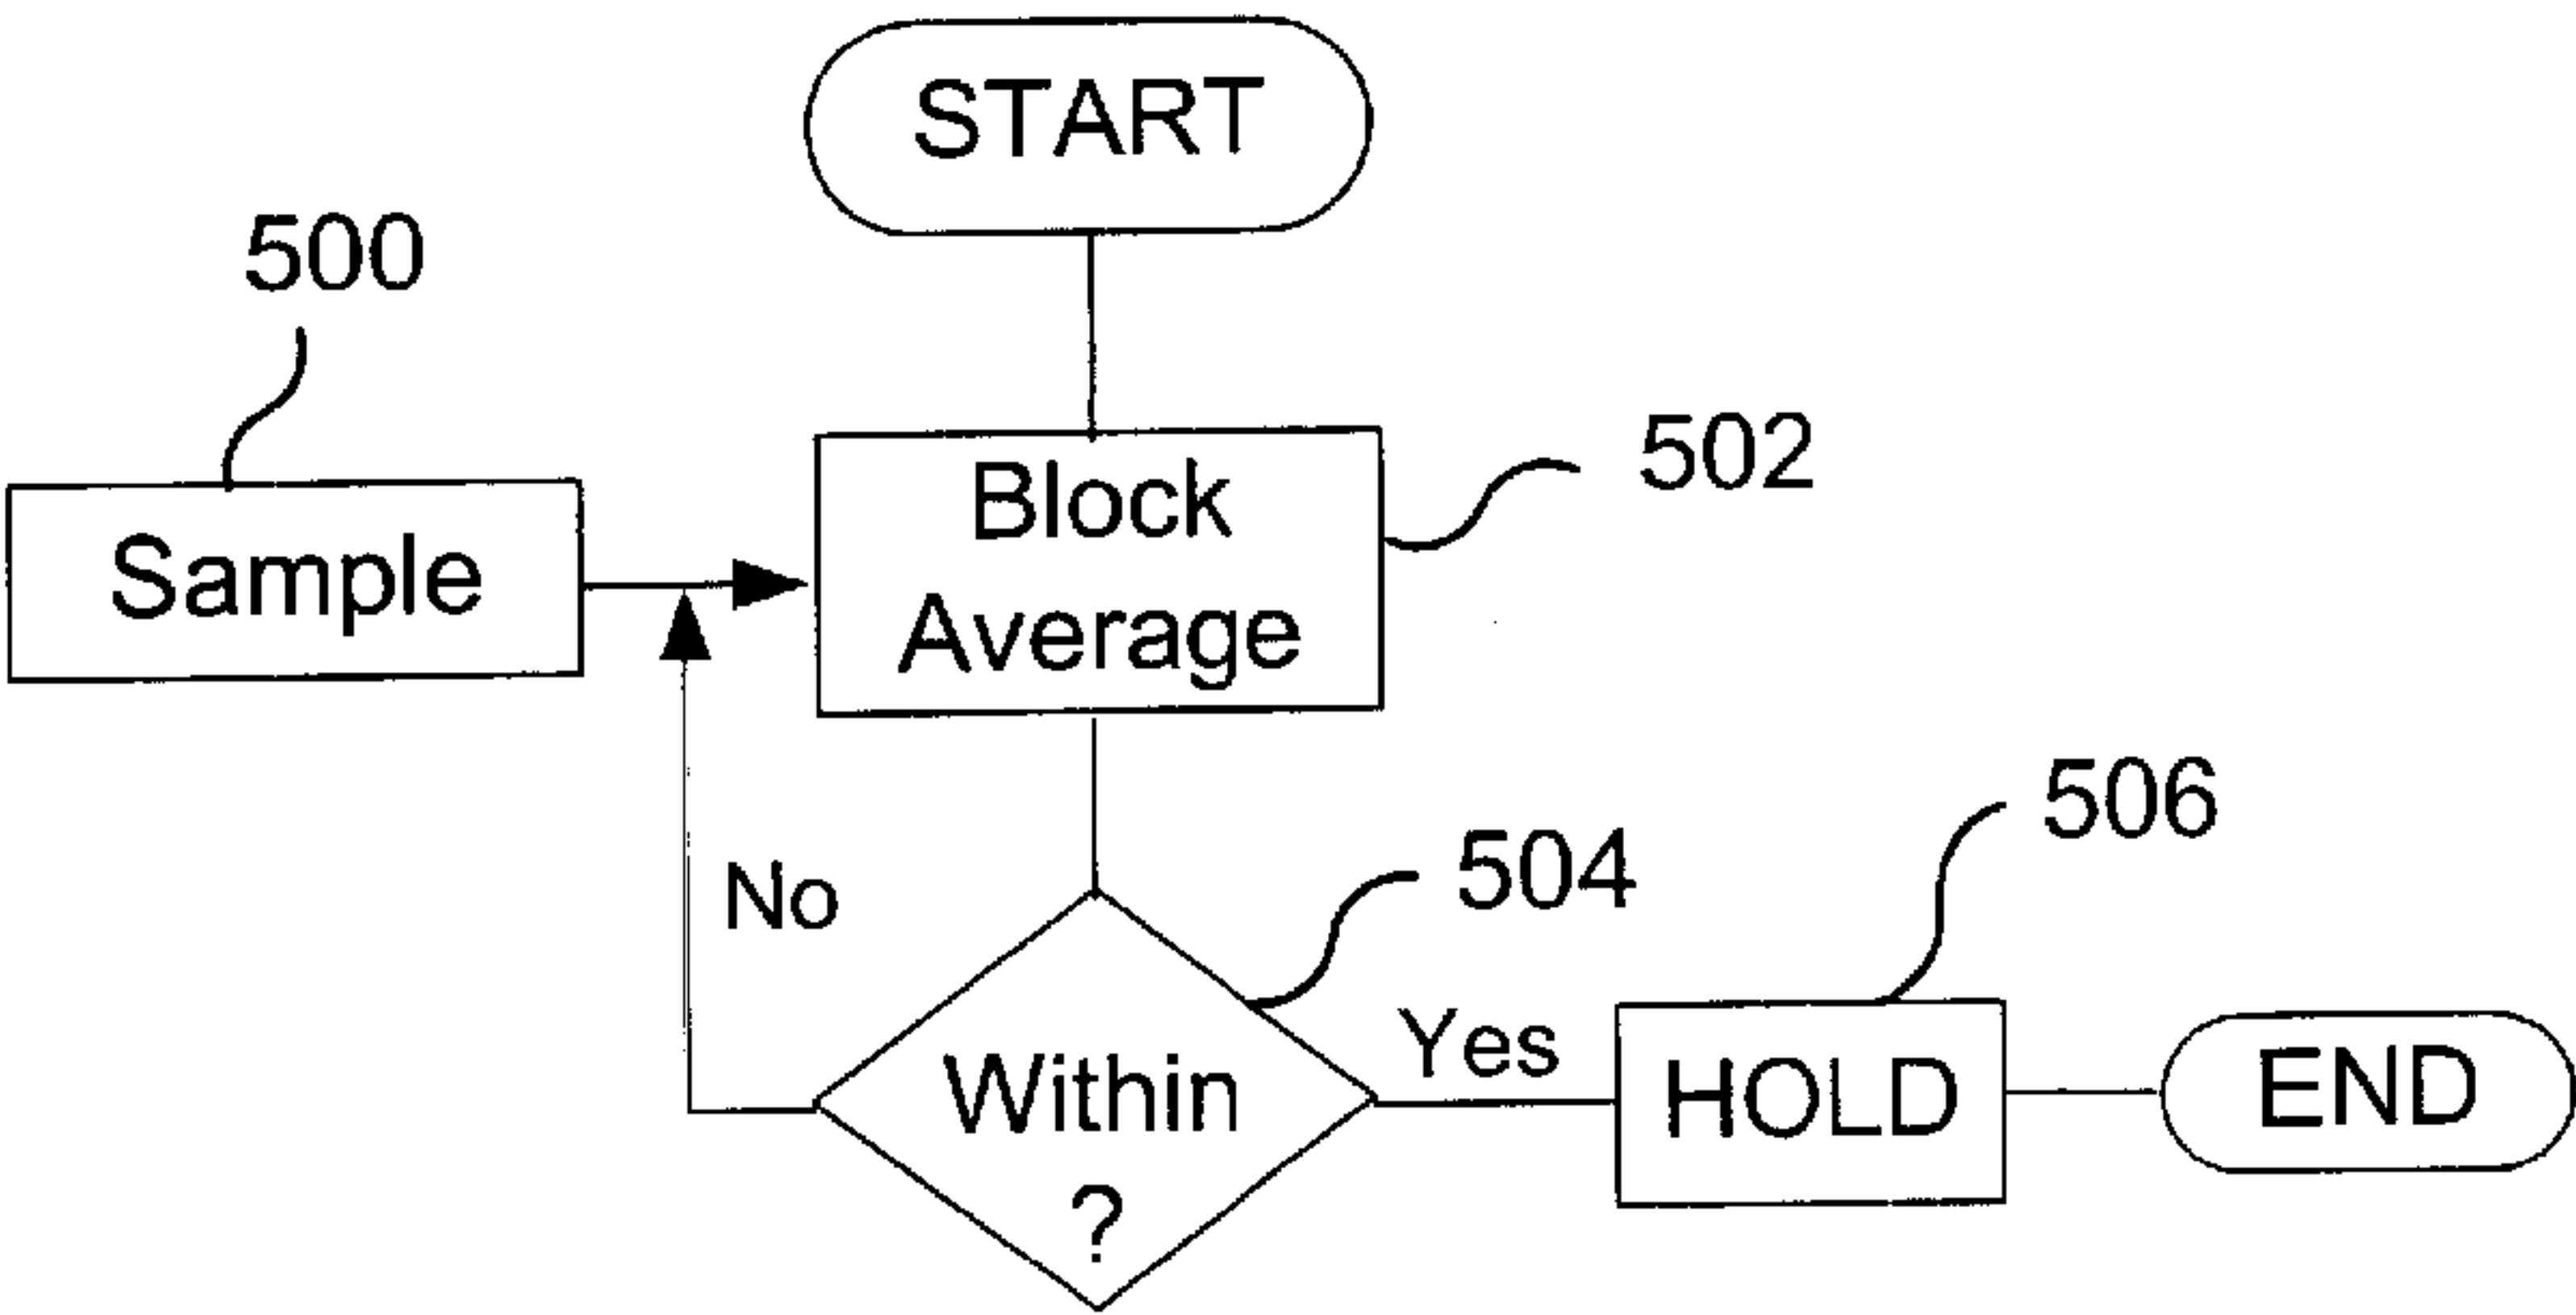 START
500
502
Block
Average
Sample
No
504
506
Within
?
Yes
HOLD
END